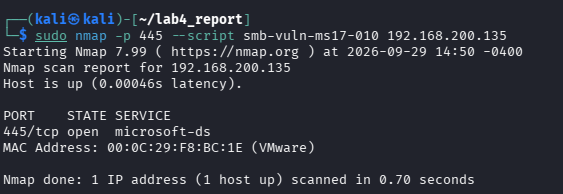 ┌──(kali㉿kali)-[~/lab4_report]
└─$ sudo nmap -p 445 --script smb-vuln-ms17-010 192.168.200.135
Starting Nmap 7.99 ( https://nmap.org ) at 2026-09-29 14:50 -0400
Nmap scan report for 192.168.200.135
Host is up (0.00046s latency).
PORT    STATE SERVICE
445/tcp open  microsoft-ds
MAC Address: 00:0C:29:F8:BC:1E (VMware)
Nmap done: 1 IP address (1 host up) scanned in 0.70 seconds